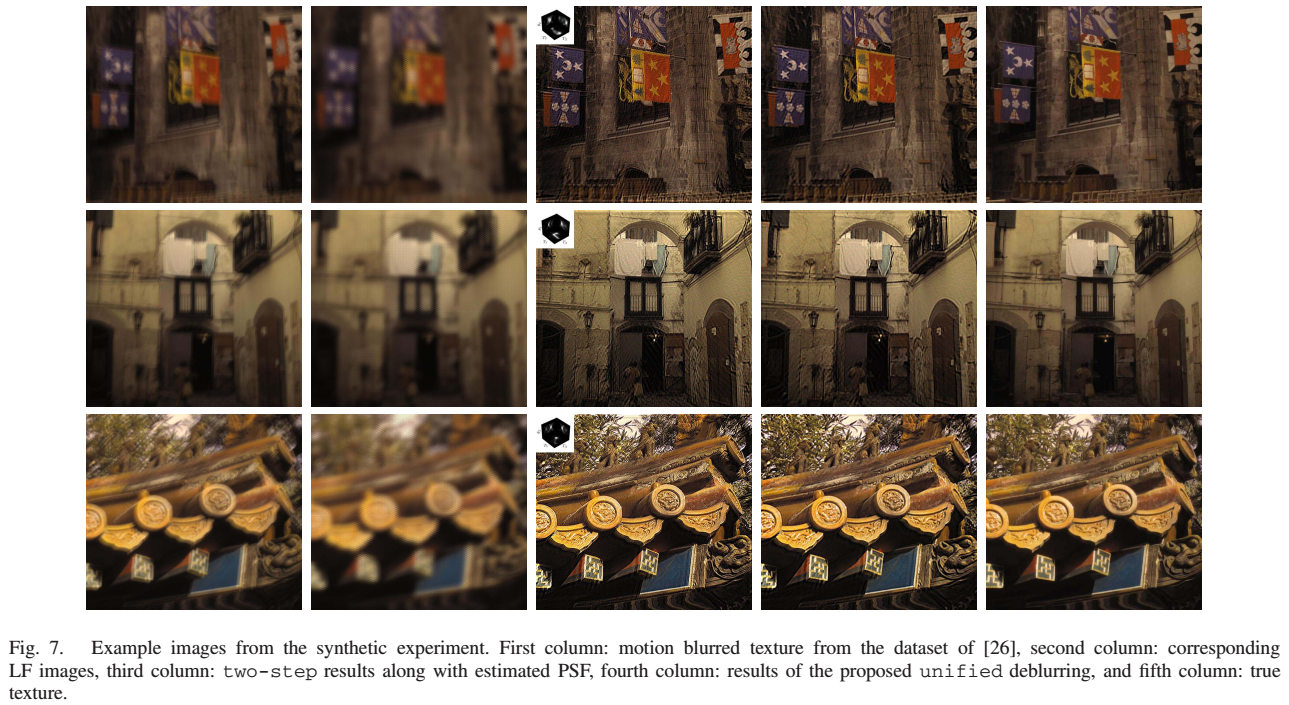 Fig. 7. Example images from the synthetic experiment. First column: motion blurred texture from the dataset of [26], second column: corresponding
LF images, third column: two-step results along with estimated PSF, fourth column: results of the proposed unified deblurring, and fifth column: true
texture.